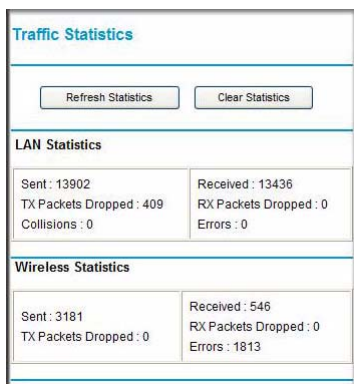 Traffic Statistics
Refresh Statistics
Clear Statistics
LAN Statistics
Sent : 13902
TX Packets Dropped : 409
Collisions : 0
Received : 13436
RX Packets Dropped : 0
Errors : 0
Wireless Statistics
Sent : 3181
TX Packets Dropped : 0
Received : 546
RX Packets Dropped : 0
Errors : 1813